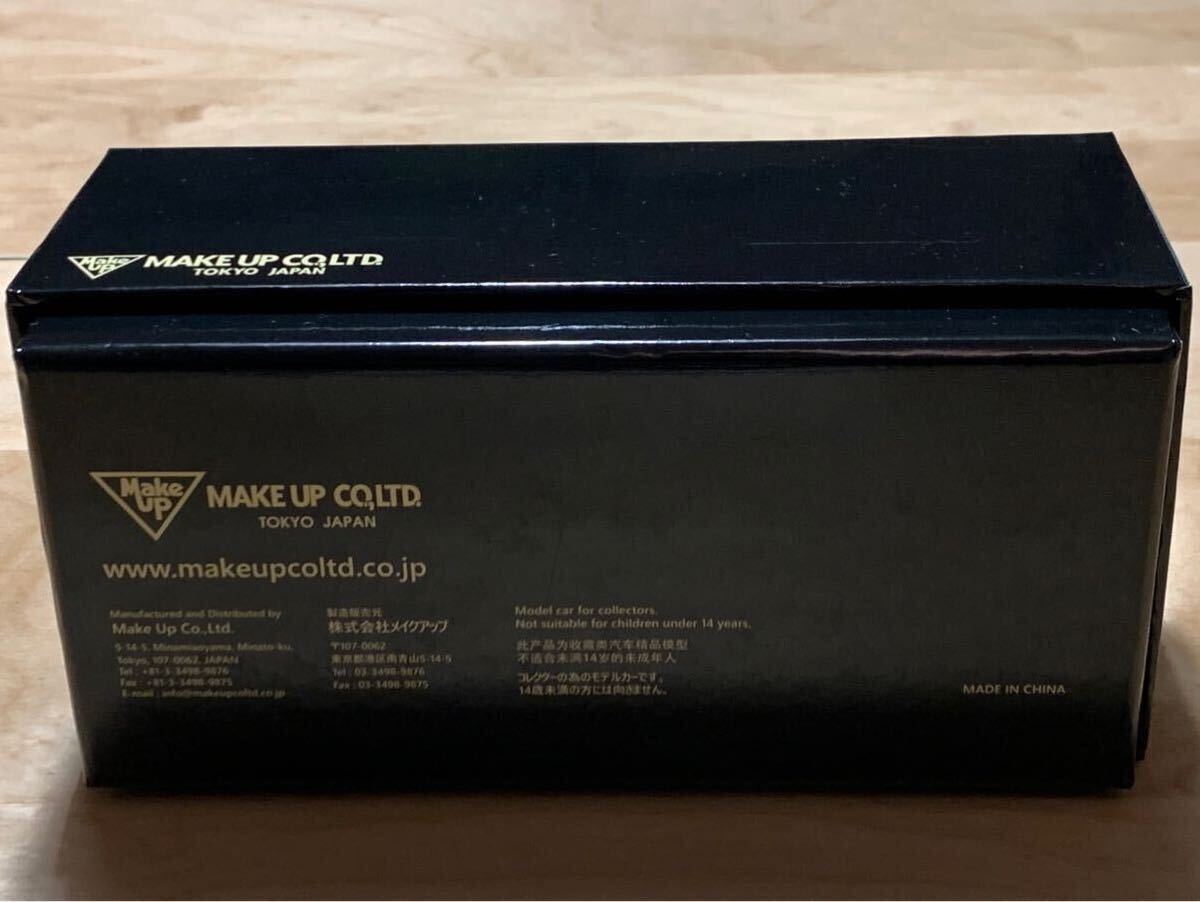 Make UP MAKE UP CO.,LTD.
TOKYO JAPAN
Make UP MAKE UP CO.,LTD.
TOKYO JAPAN
www.makeupcoltd.co.jp
Manufactured and Distributed by
Make Up Co.,Ltd.
5-14-5, Minamiaoyama, Minato-ku,
Tokyo, 107-0062, JAPAN
Tel : +81-3-3498-9876
Fax : +81-3-3498-9875
E-mail : info@makeupcoltd.co.jp
製造販売元
株式会社メイクアップ
〒107-0062
東京都港区南青山5-14-5
Tel : 03-3498-9876
Fax : 03-3498-9875
Model car for collectors.
Not suitable for children under 14 years.
此产品为收藏类汽车精品模型
不适合未满14岁的未成年人
コレクターの為のモデルカーです。
14歳未満の方には向きません。
MADE IN CHINA